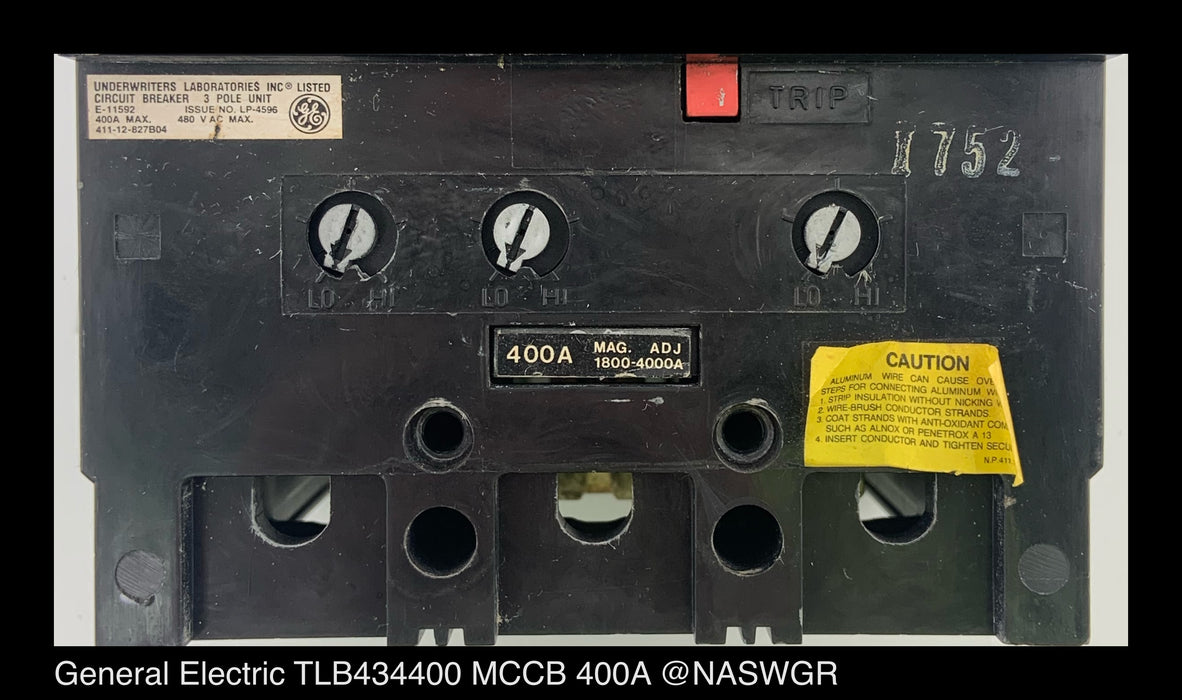 UNDERWRITERS LABORATORIES INC® LISTED
CIRCUIT BREAKER 3 POLE UNIT
E-11592 ISSUE NO. LP-4596
400A MAX. 480 V AC MAX.
411-12-827B04
GE
TRIP
1752
LO HI LO HI LO HI
400A MAG. ADJ
1800-4000A
CAUTION
ALUMINUM WIRE CAN CAUSE
STEPS FOR CONNECTING ALUMINUM
1. STRIP INSULATION WITHOUT NICKING
2. WIRE-BRUSH CONDUCTOR STRANDS.
3. COAT STRANDS WITH ANTI-OXIDANT
SUCH AS ALNOX OR PENETROX A 13
4. INSERT CONDUCTOR AND TIGHTEN
N.P.411
General Electric TLB434400 MCCB 400A @NASWGR